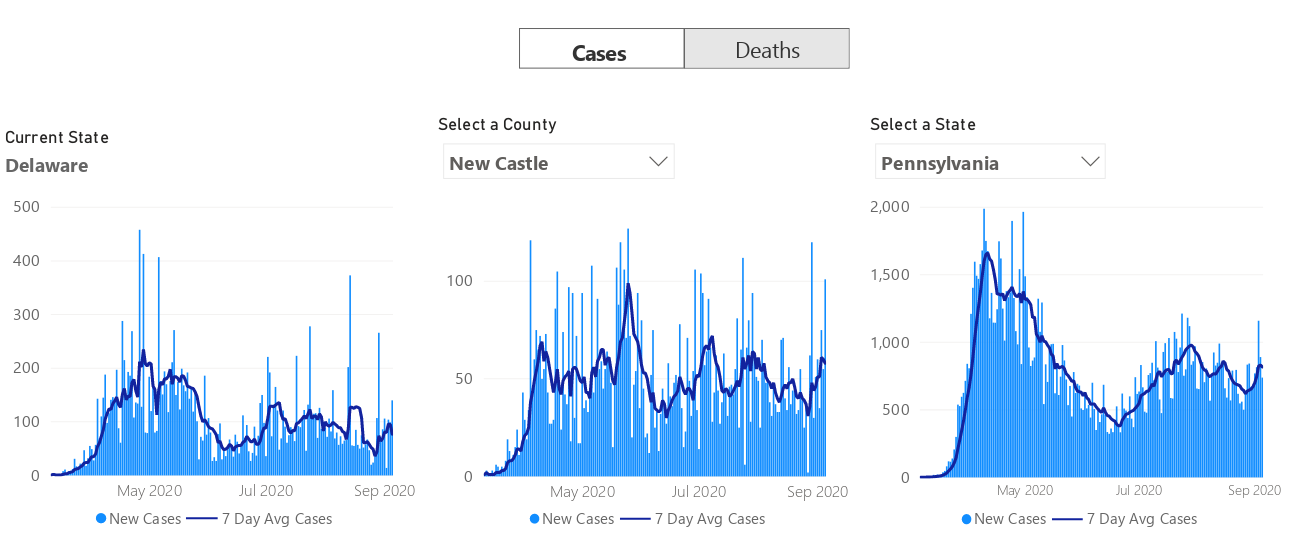 Cases Deaths
Current State
Delaware
500
400
300
200
100
0
May 2020 Jul 2020 Sep 2020
New Cases 7 Day Avg Cases
Select a County
New Castle
100
50
0
May 2020 Jul 2020 Sep 2020
New Cases 7 Day Avg Cases
Select a State
Pennsylvania
2,000
1,500
1,000
500
0
May 2020 Jul 2020 Sep 2020
New Cases 7 Day Avg Cases